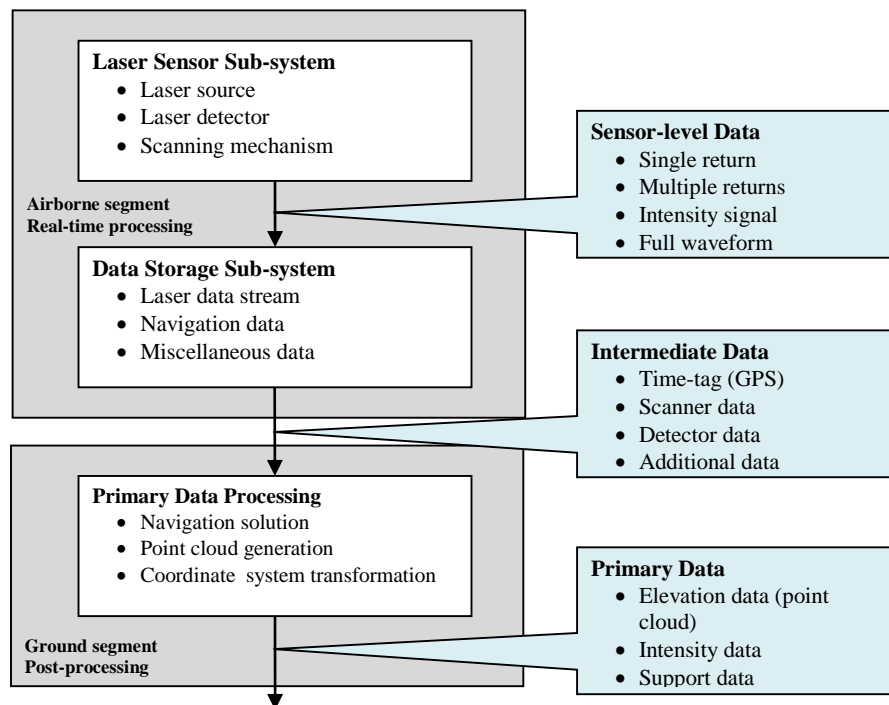 Laser Sensor Sub-system
• Laser source
• Laser detector
• Scanning mechanism
Sensor-level Data
• Single return
• Multiple returns
• Intensity signal
• Full waveform
Airborne segment
Real-time processing
Data Storage Sub-system
• Laser data stream
• Navigation data
• Miscellaneous data
Intermediate Data
• Time-tag (GPS)
• Scanner data
• Detector data
• Additional data
Primary Data Processing
• Navigation solution
• Point cloud generation
• Coordinate system transformation
Primary Data
• Elevation data (point
cloud)
• Intensity data
• Support data
Ground segment
Post-processing